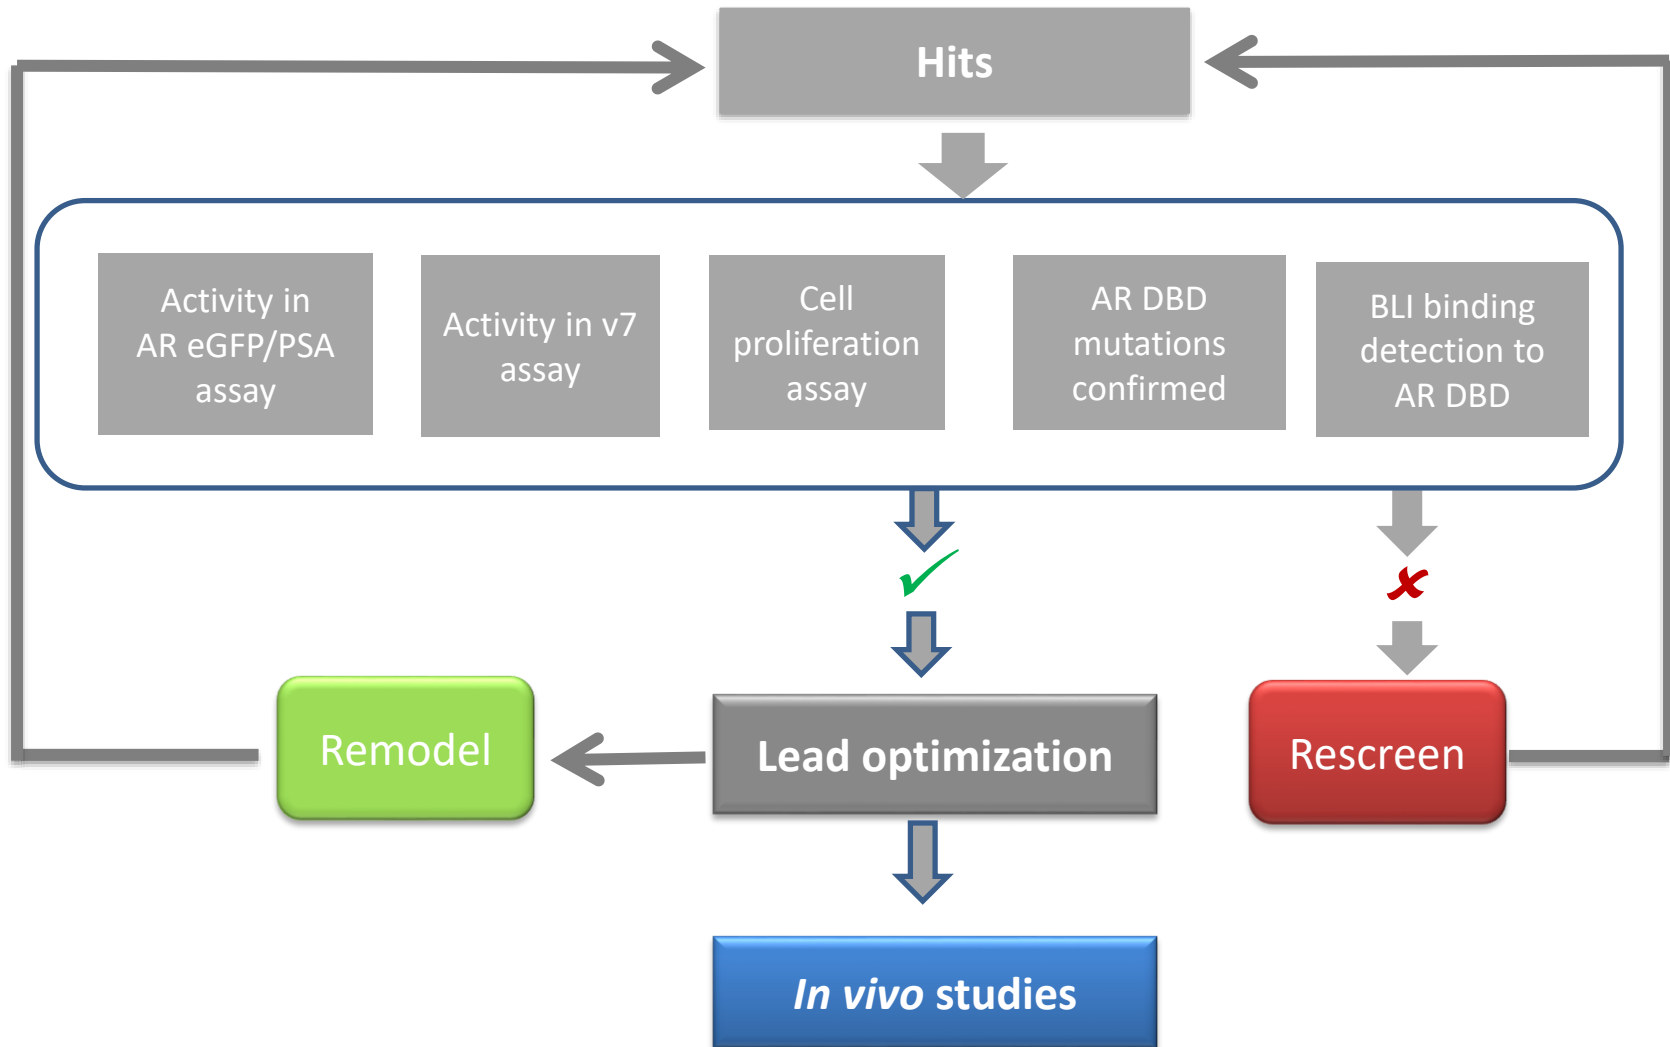 Hits
Activity in
AR eGFP/PSA
assay
Activity in v7
assay
Cell
proliferation
assay
AR DBD
mutations
confirmed
BLI binding
detection to
AR DBD
Remodel
Lead optimization
Rescreen
In vivo studies